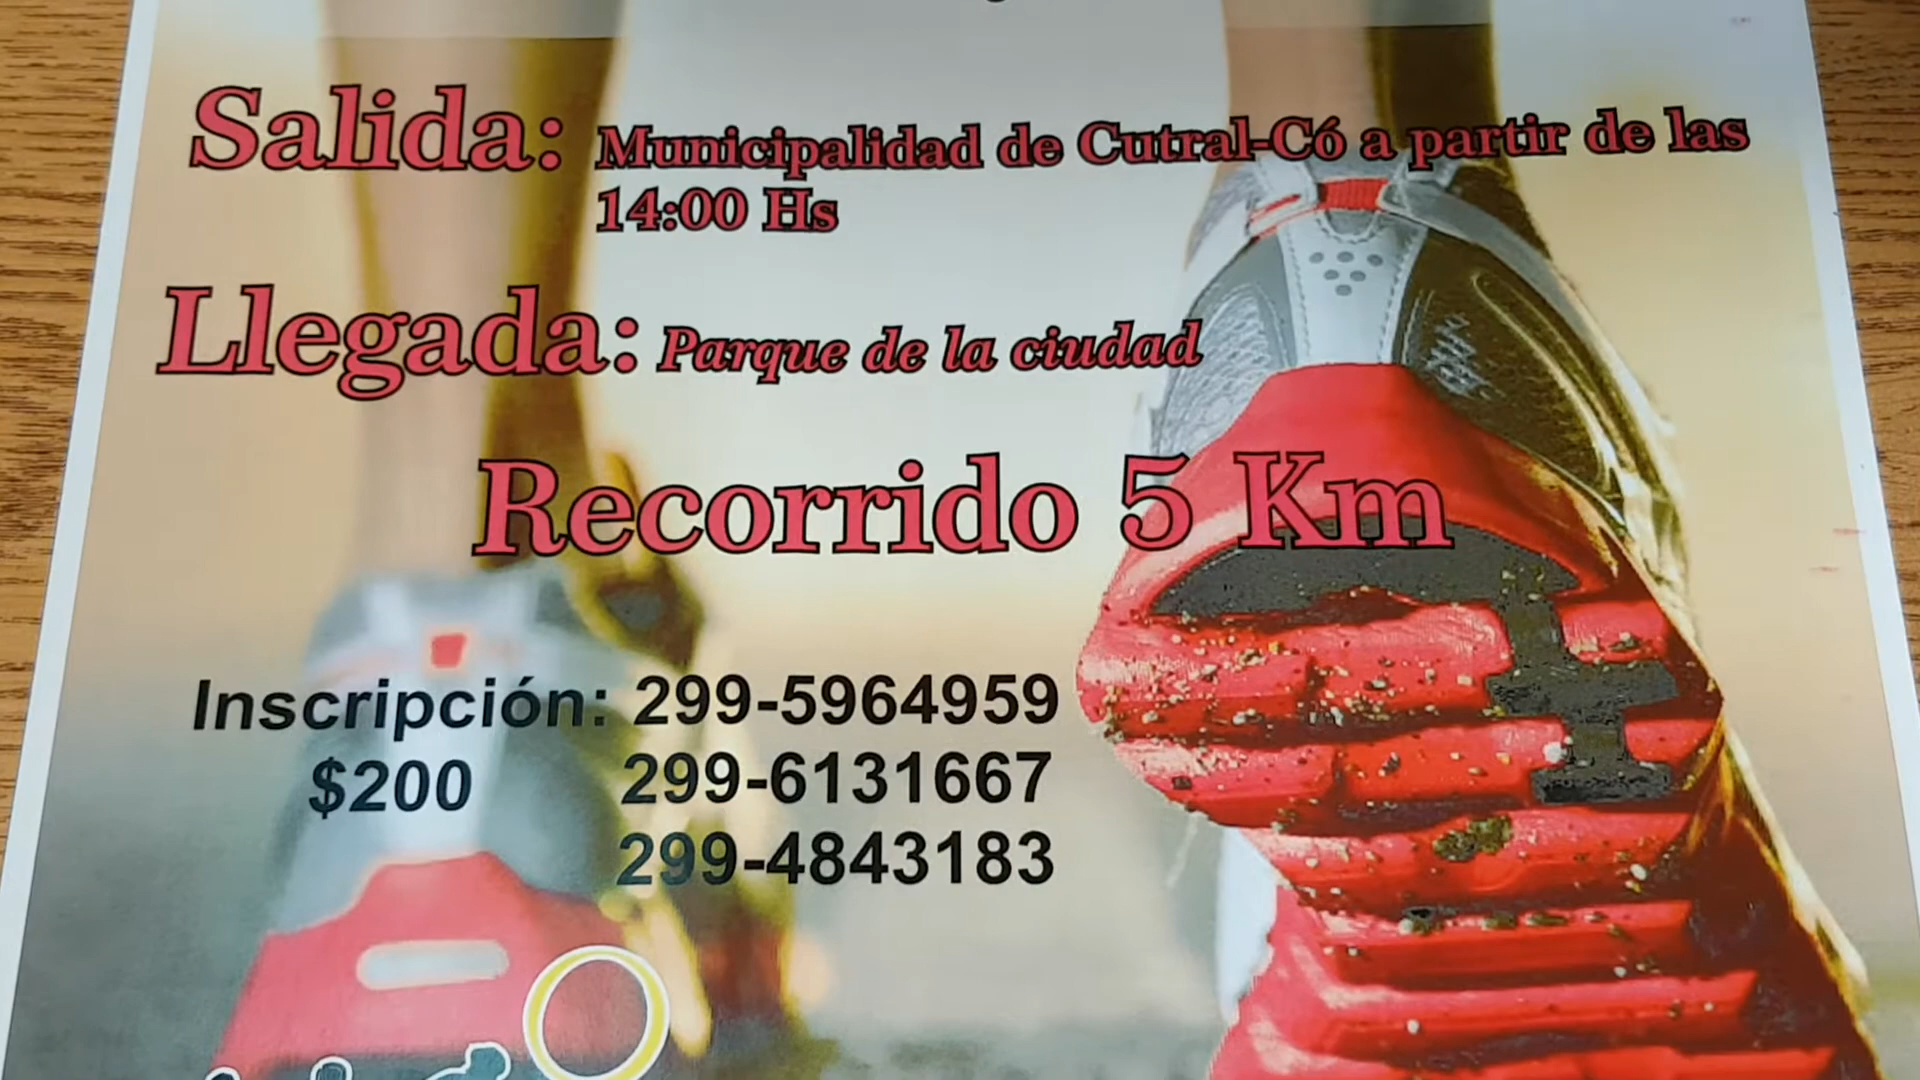 Salida: Municipalidad de Cutral-Có a partir de las
14:00 Hs
Llegada: Parque de la ciudad
Recorrido 5 Km
Inscripción: 299-5964959
$200 299-6131667
299-4843183